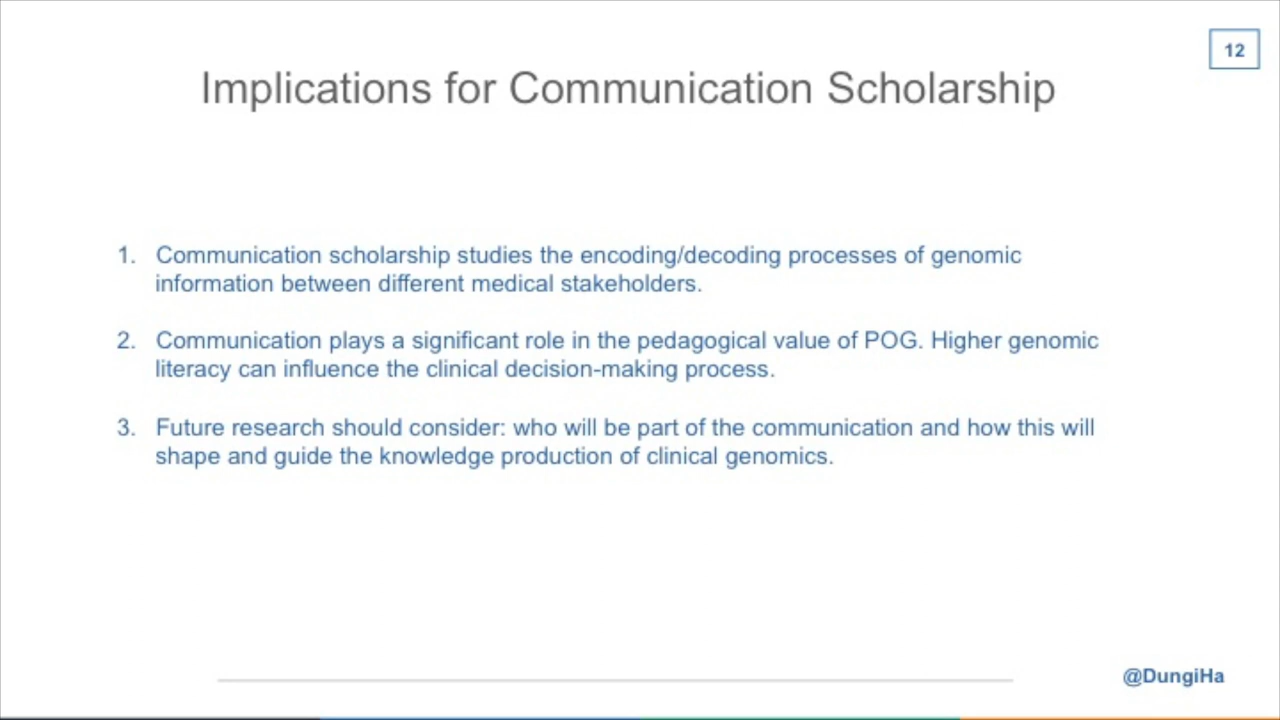 12
Implications for Communication Scholarship
1. Communication scholarship studies the encoding/decoding processes of genomic
information between different medical stakeholders.
2. Communication plays a significant role in the pedagogical value of POG. Higher genomic
literacy can influence the clinical decision-making process.
3. Future research should consider: who will be part of the communication and how this will
shape and guide the knowledge production of clinical genomics.
@DungiHa